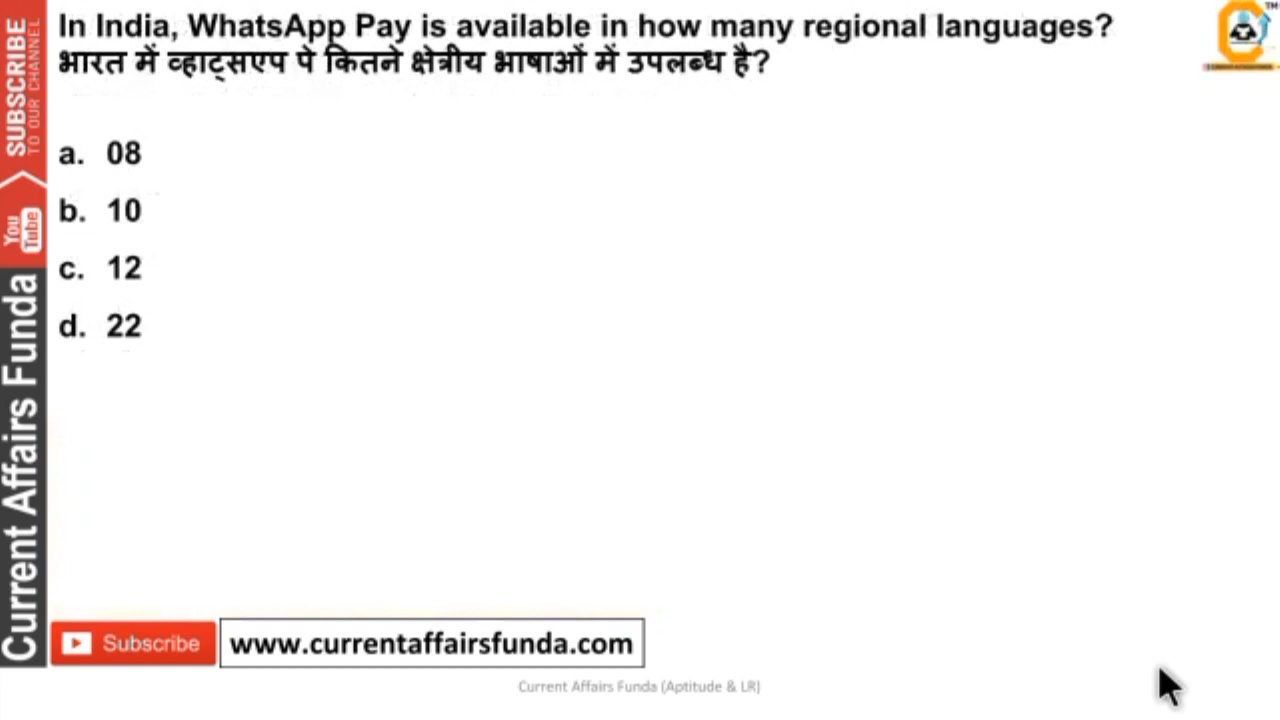 In India, WhatsApp Pay is available in how many regional languages?
भारत में व्हाट्सएप पे कितने क्षेत्रीय भाषाओं में उपलब्ध है?
a. 08
b. 10
c. 12
d. 22
SUBSCRIBE
TO OUR CHANNEL
You Tube
Current Affairs Funda
TM
Subscribe
www.currentaffairsfunda.com
Current Affairs Funda (Aptitude & LR)